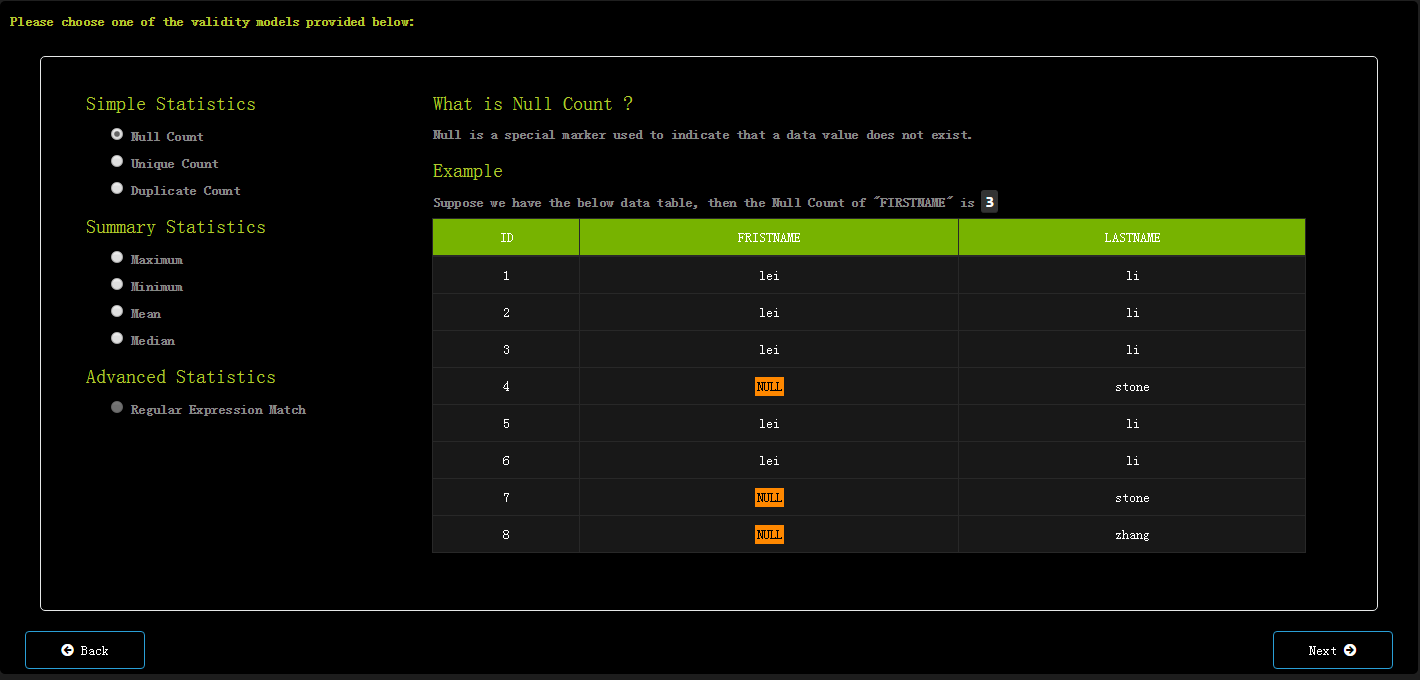 Please choose one of the validity models provided below:
Simple Statistics
Null Count
Unique Count
Duplicate Count
Summary Statistics
Maximum
Minimum
Mean
Median
Advanced Statistics
Regular Expression Match
What is Null Count ?
Null is a special marker used to indicate that a data value does not exist.
Example
Suppose we have the below data table, then the Null Count of "FIRSTNAME" is 3
ID FRISTNAME LASTNAME
1 lei li
2 lei li
3 lei li
4 NULL stone
5 lei li
6 lei li
7 NULL stone
8 NULL zhang
Back
Next